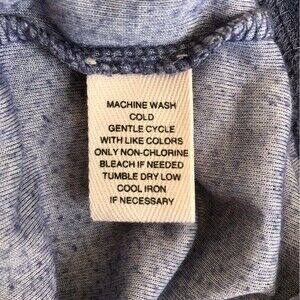 MACHINE WASH
COLD
GENTLE CYCLE
WITH LIKE COLORS
ONLY NON-CHLORINE
BLEACH IF NEEDED
TUMBLE DRY LOW
COOL IRON
IF NECESSARY